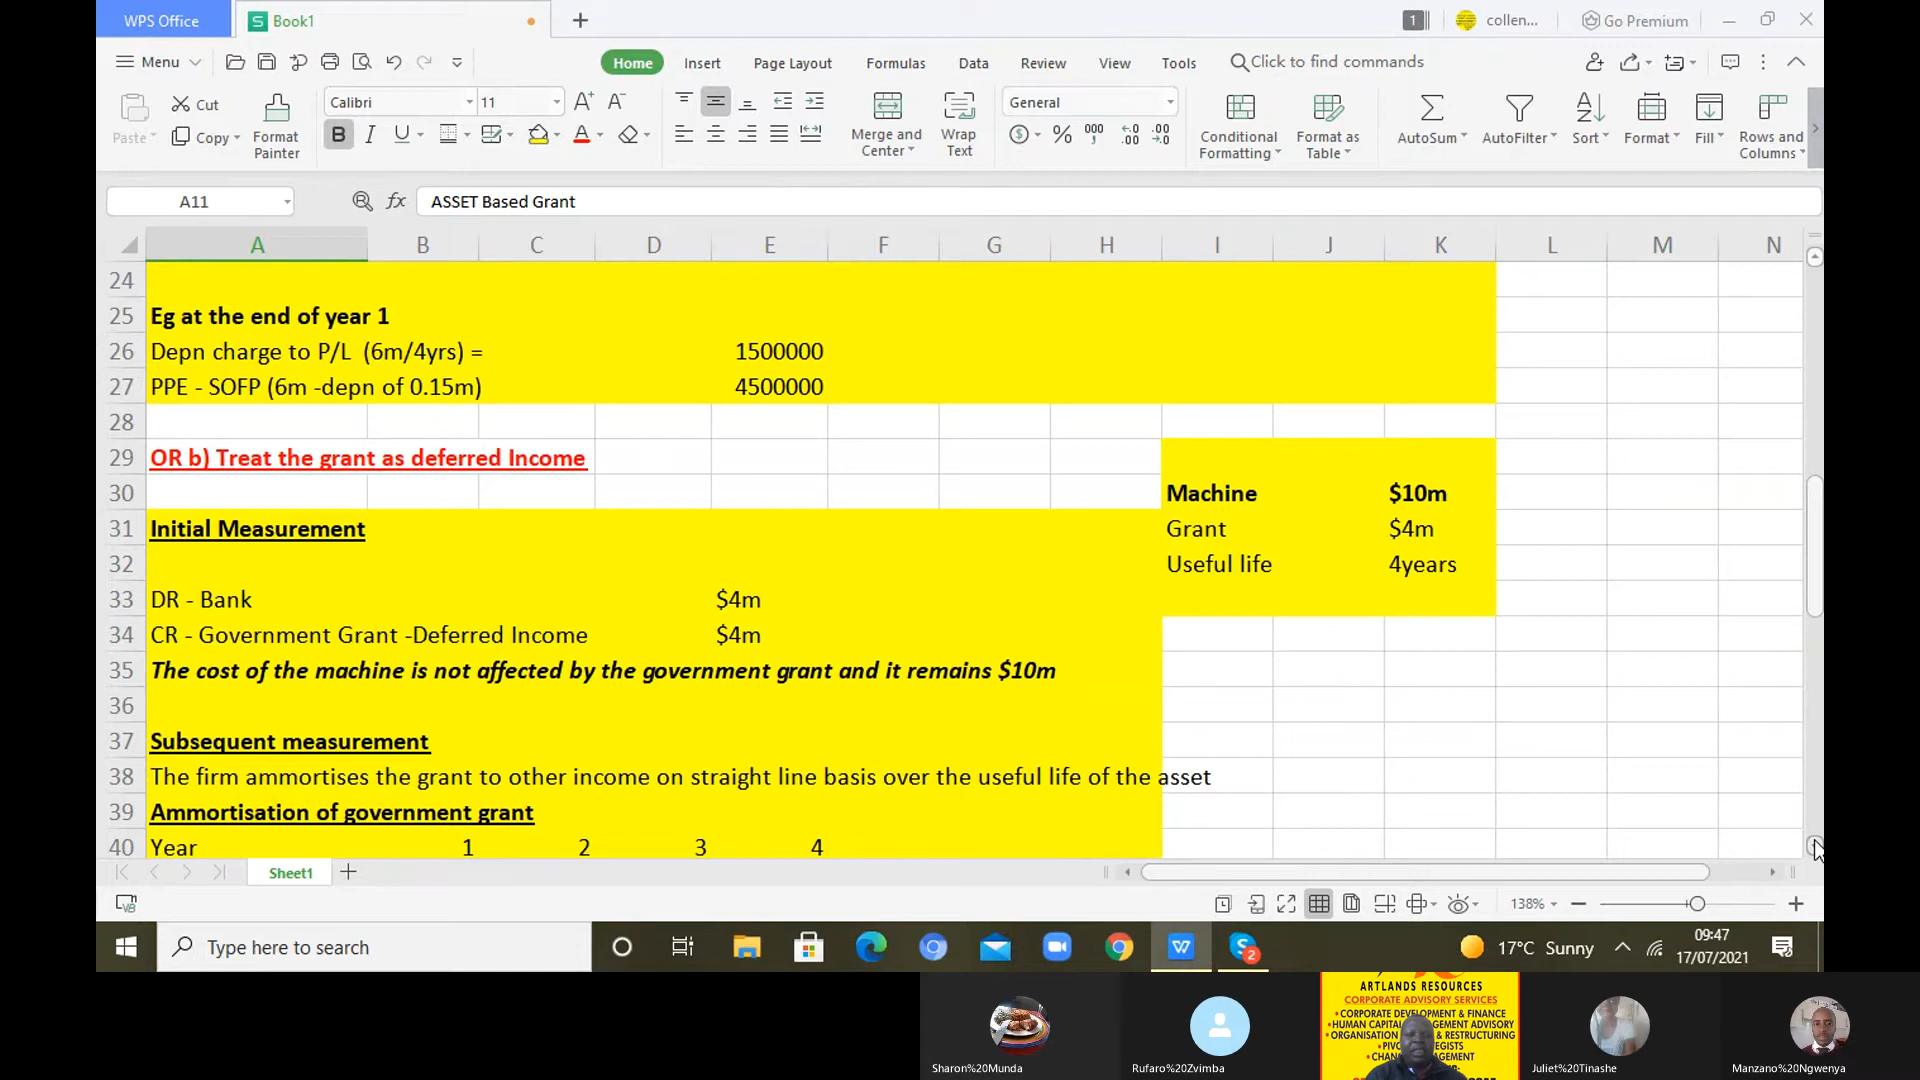 WPS Office
Book1
1
collen...
Go Premium
Menu
Home
Insert
Page Layout
Formulas
Data
Review
View
Tools
Click to find commands
Paste
Cut
Copy
Format Painter
Calibri
11
General
Merge and Center
Wrap Text
Conditional Formatting
Format as Table
AutoSum
AutoFilter
Sort
Format
Fill
Rows and Columns
A11
fx
ASSET Based Grant
A B C D E F G H I J K L M N
24
25 Eg at the end of year 1
26 Depn charge to P/L (6m/4yrs) = 1500000
27 PPE - SOFP (6m -depn of 0.15m) 4500000
28
29 OR b) Treat the grant as deferred Income
30 Machine $10m
31 Initial Measurement Grant $4m
32 Useful life 4years
33 DR - Bank $4m
34 CR - Government Grant -Deferred Income $4m
35 The cost of the machine is not affected by the government grant and it remains $10m
36
37 Subsequent measurement
38 The firm ammortises the grant to other income on straight line basis over the useful life of the asset
39 Ammortisation of government grant
40 Year 1 2 3 4
Sheet1
138%
Type here to search
2
17°C Sunny
09:47
17/07/2021
ARTLANDS RESOURCES
CORPORATE ADVISORY SERVICES
• CORPORATE DEVELOPMENT & FINANCE
Sharon%20Munda
Rufaro%20Zvimba
Juliet%20Tinashe
Manzano%20Ngwenya